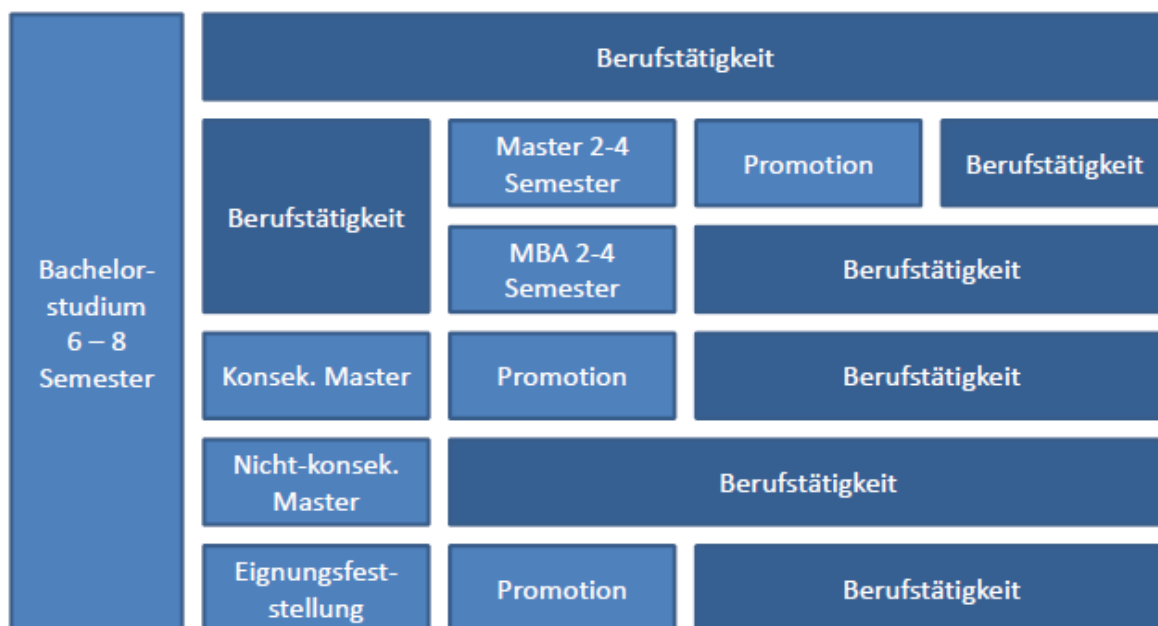 Bachelor-
studium
6 – 8
Semester
Berufstätigkeit
Berufstätigkeit
Master 2-4
Semester
Promotion
Berufstätigkeit
MBA 2-4
Semester
Berufstätigkeit
Konsek. Master
Promotion
Berufstätigkeit
Nicht-konsek.
Master
Berufstätigkeit
Eignungsfest-
stellung
Promotion
Berufstätigkeit